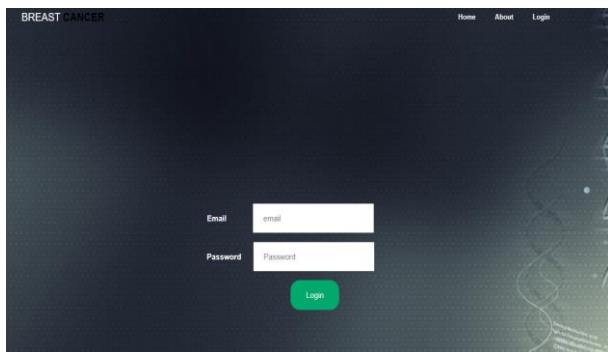 BREAST CANCER
Home About Login
Email email
Password Password
Login